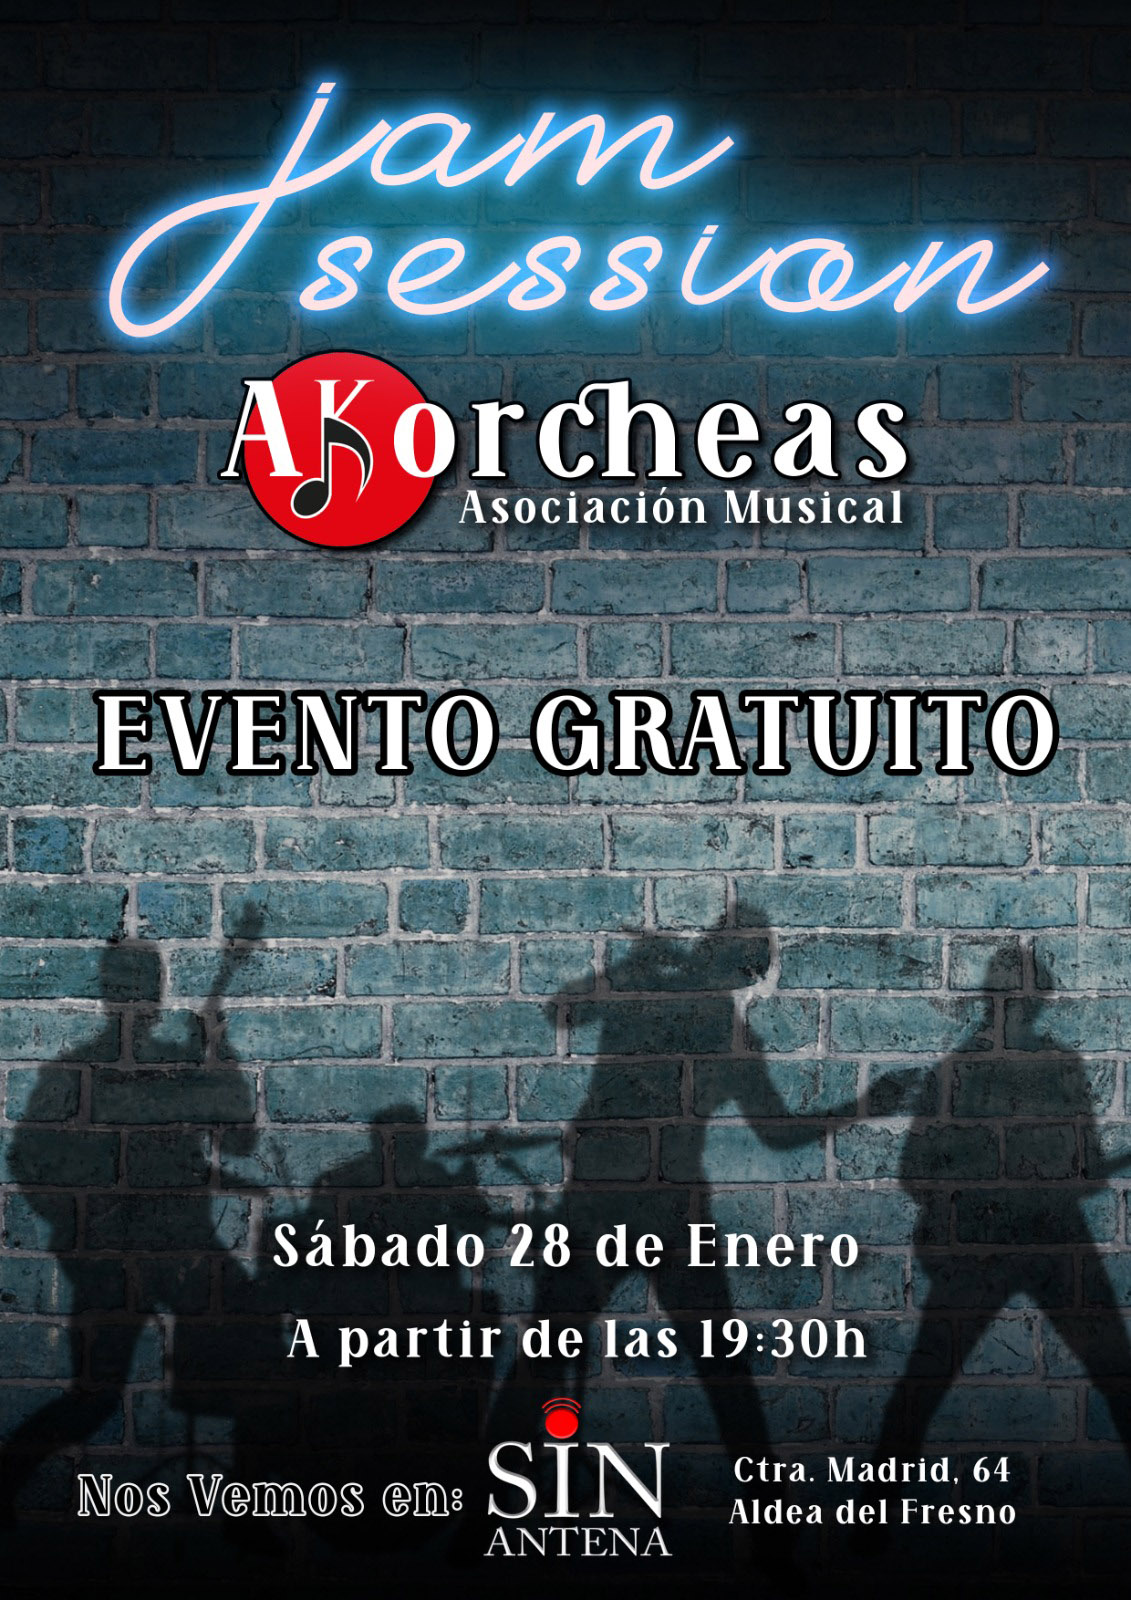 jam
session
AKorcheas
Asociación Musical
EVENTO GRATUITO
Sábado 28 de Enero
A partir de las 19:30h
Nos Vemos en:
SIN
ANTENA
Ctra. Madrid, 64
Aldea del Fresno